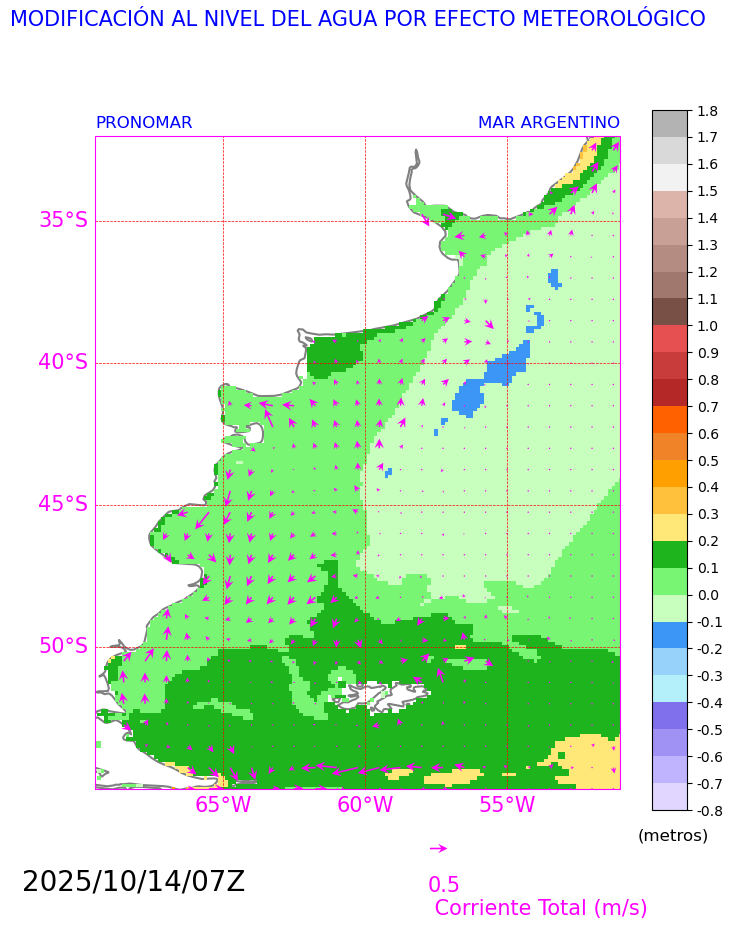 MODIFICACIÓN AL NIVEL DEL AGUA POR EFECTO METEOROLÓGICO
PRONOMAR
MAR ARGENTINO
35°S
40°S
45°S
50°S
65°W
60°W
55°W
1.8
1.7
1.6
1.5
1.4
1.3
1.2
1.1
1.0
0.9
0.8
0.7
0.6
0.5
0.4
0.3
0.2
0.1
0.0
-0.1
-0.2
-0.3
-0.4
-0.5
-0.6
-0.7
-0.8
(metros)
2025/10/14/07Z
0.5
Corriente Total (m/s)